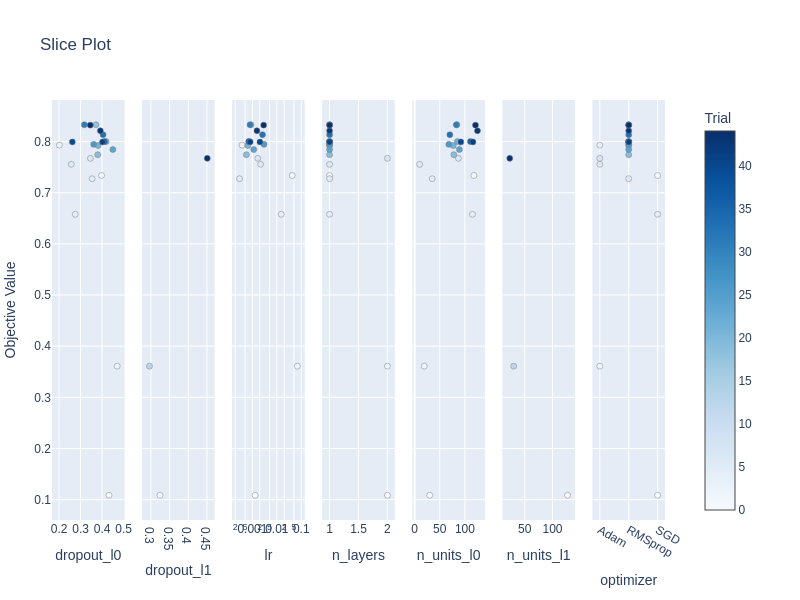 Slice Plot
Trial
Objective Value
0.8
0.7
0.6
0.5
0.4
0.3
0.2
0.1
40
35
30
25
20
15
10
5
0
0.2 0.3 0.4 0.5
dropout_l0
0.3 0.35 0.4 0.45
dropout_l1
0.1
lr
1 2
n_layers
0 50 100
n_units_l0
50 100
n_units_l1
Adam RMSprop SGD
optimizer